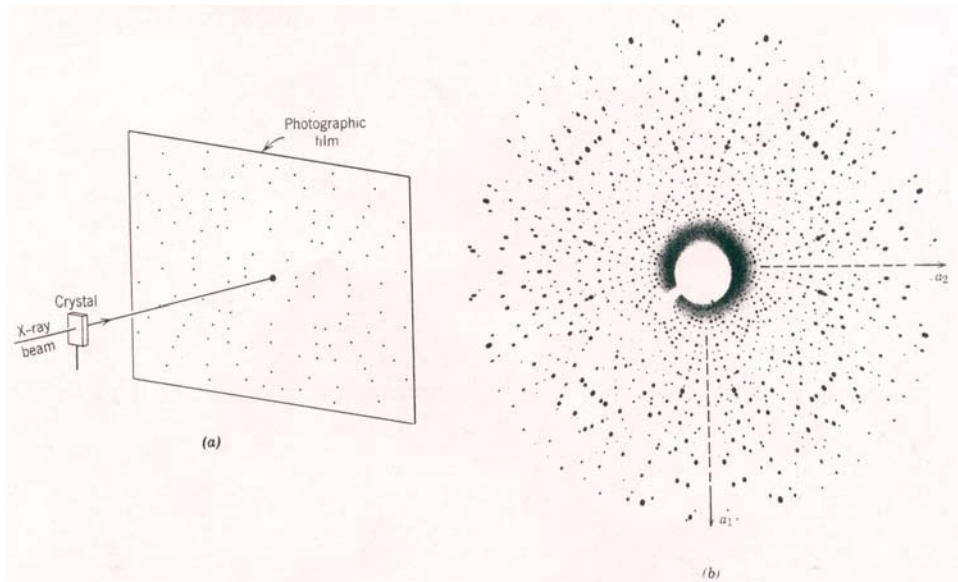 Photographic
film
Crystal
X-ray
beam
(a)
a₂
a₁
(b)